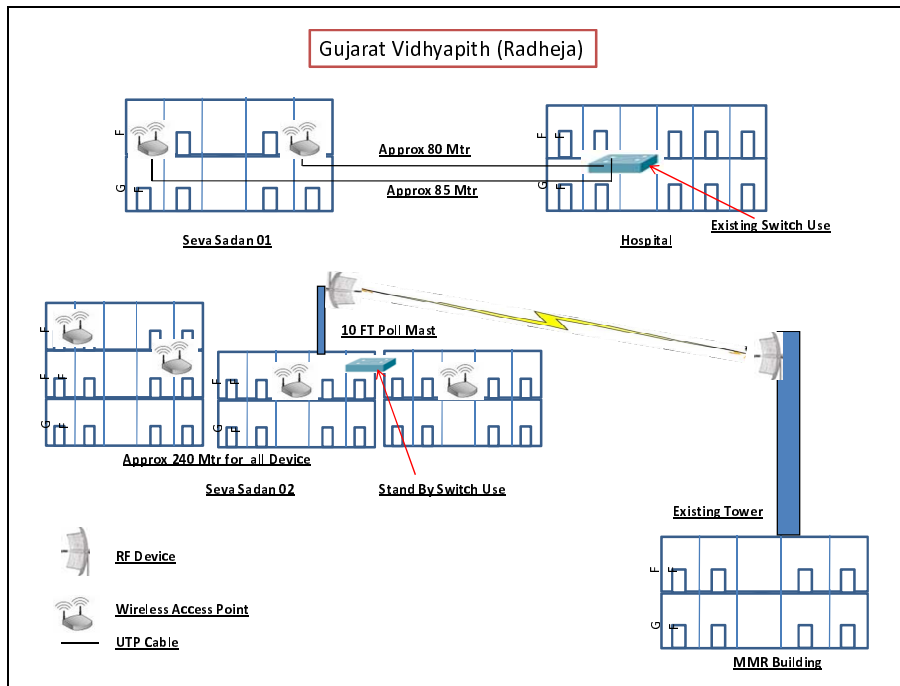 Gujarat Vidhyapith (Radheja)
F
F
F
Approx 80 Mtr
G
F
G
F
Approx 85 Mtr
Existing Switch Use
Seva Sadan 01
Hospital
10 FT Poll Mast
F
F
F
F
F
G
F
G
F
Approx 240 Mtr for all Device
Seva Sadan 02
Stand By Switch Use
Existing Tower
RF Device
F
F
Wireless Access Point
G
F
UTP Cable
MMR Building